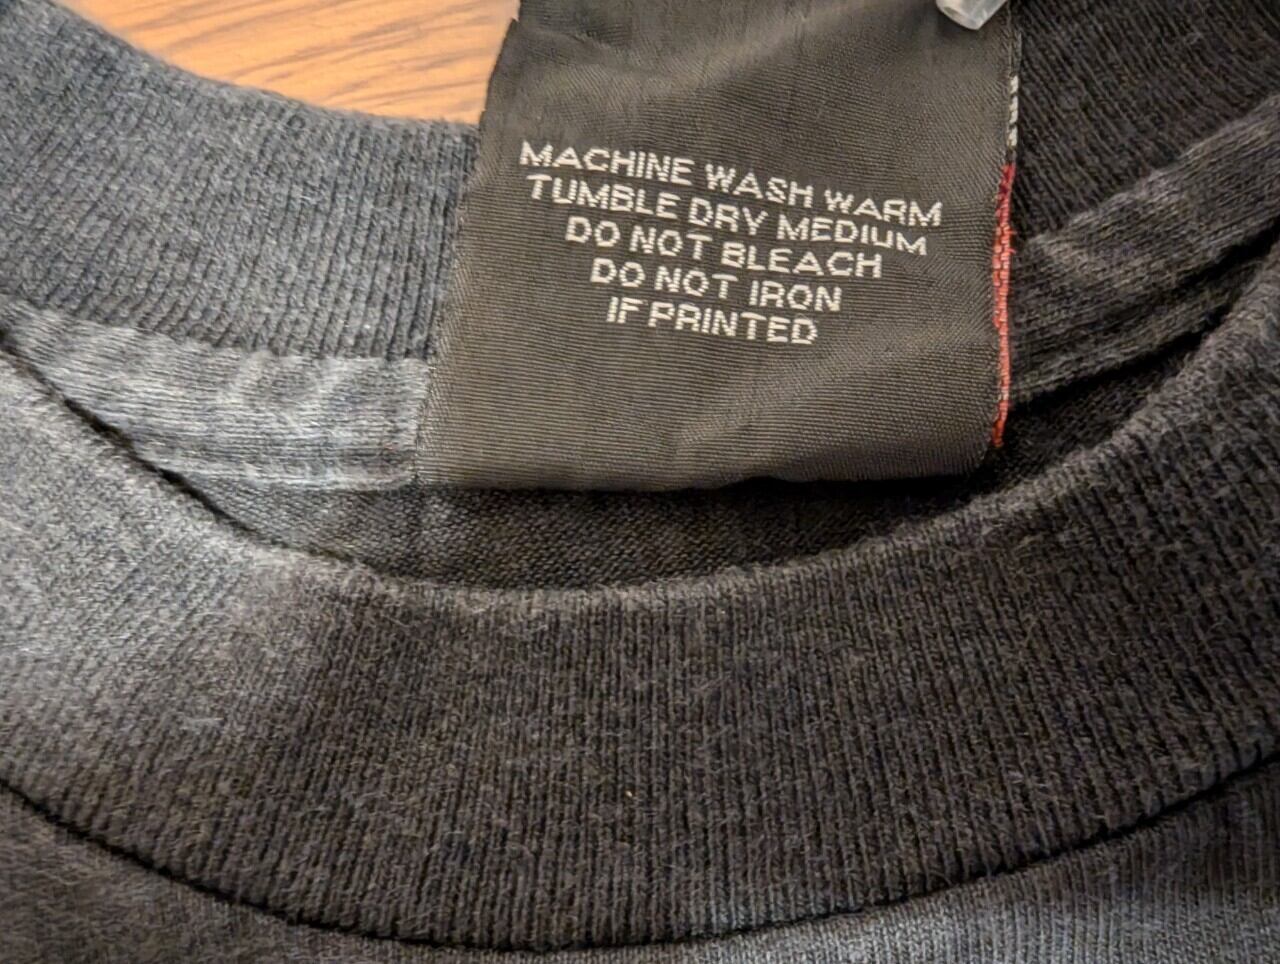 MACHINE WASH WARM
TUMBLE DRY MEDIUM
DO NOT BLEACH
DO NOT IRON
IF PRINTED